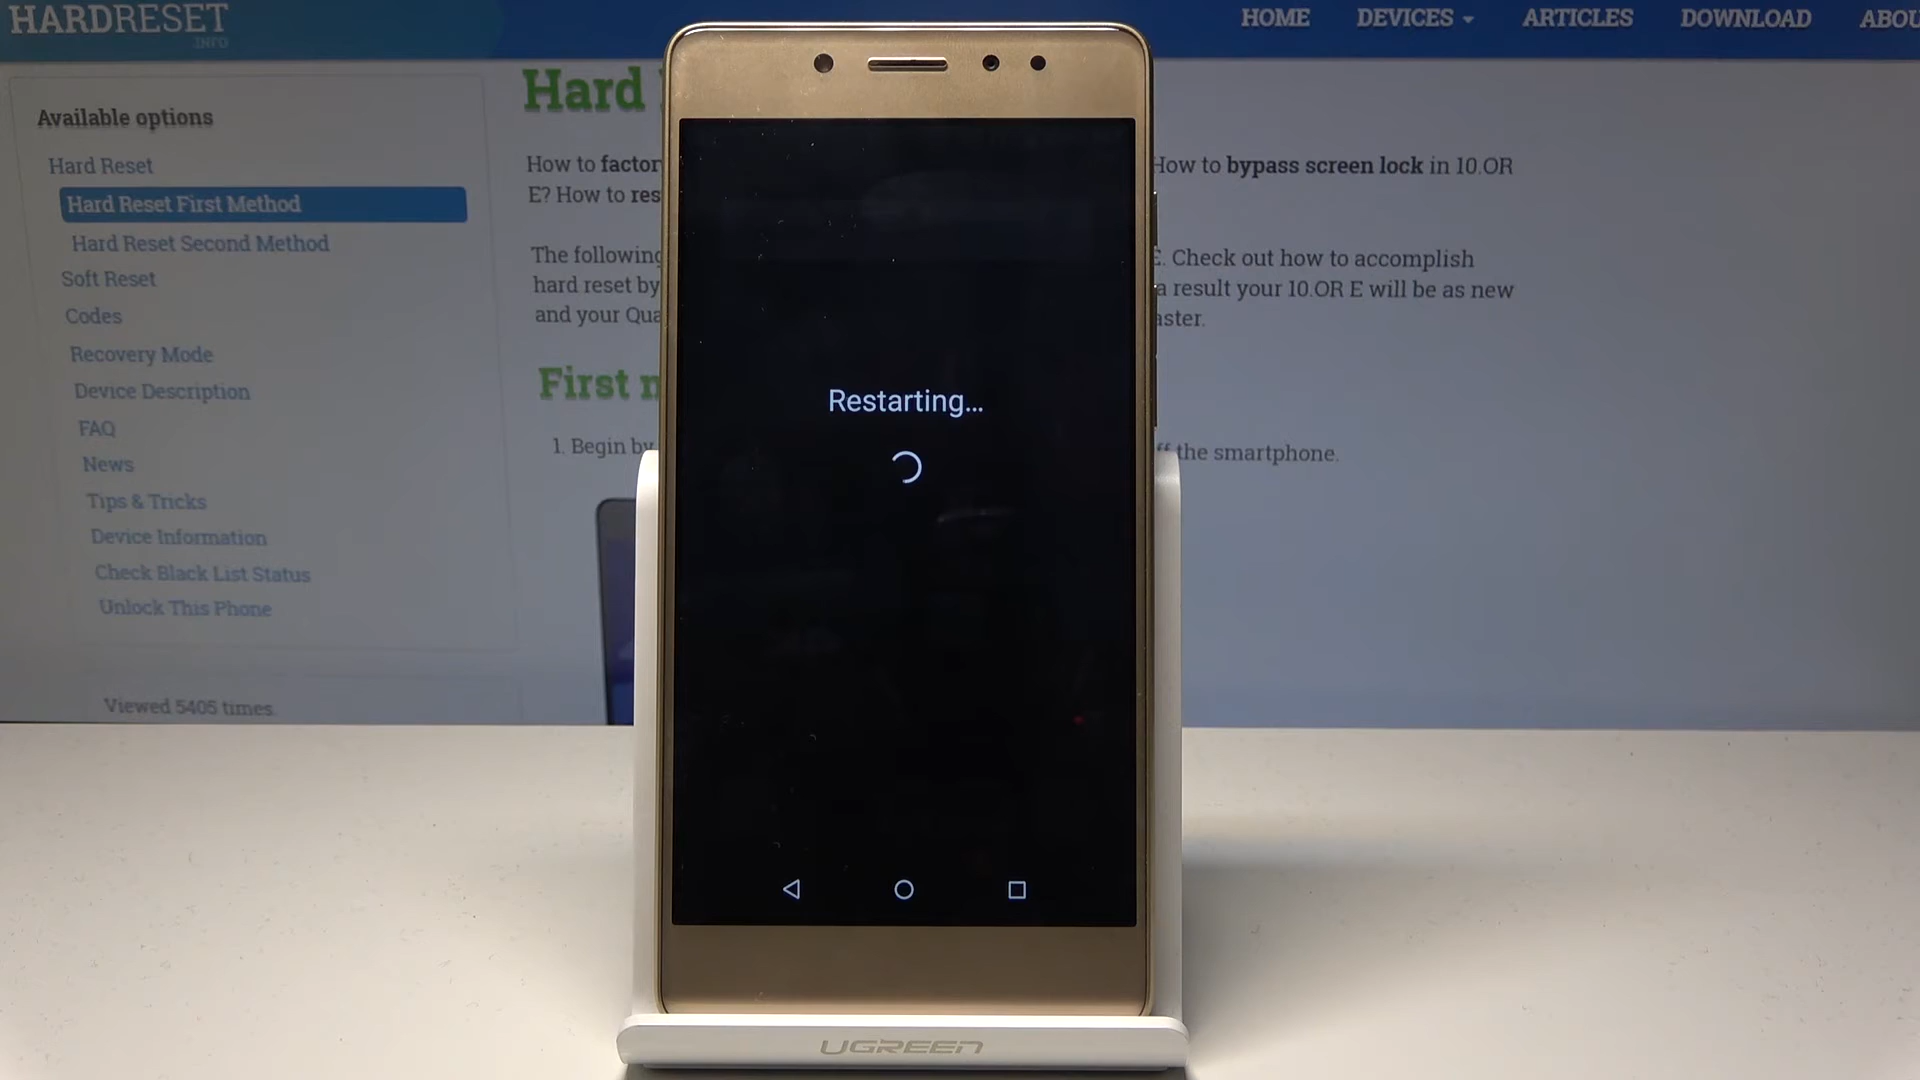 HARDRESET
.INFO
HOME DEVICES ARTICLES DOWNLOAD ABOU
Available options
Hard Reset
Hard Reset First Method
Hard Reset Second Method
Soft Reset
Codes
Recovery Mode
Device Description
FAQ
News
Tips & Tricks
Device Information
Check Black List Status
Unlock This Phone
Viewed 5405 times.
Hard
How to factor How to bypass screen lock in 10.OR
E? How to res
The following E. Check out how to accomplish
hard reset by a result your 10.OR E will be as new
and your Qua aster.
First m
1. Begin by ff the smartphone.
Restarting...
UGREEN